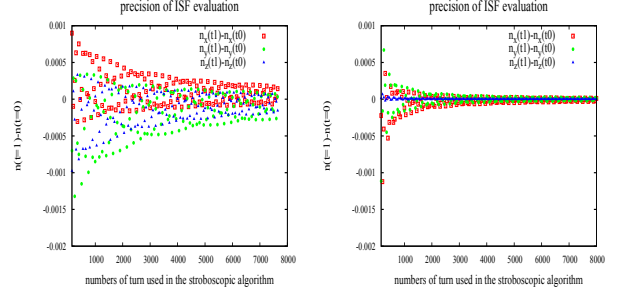 precision of ISF evaluation
n_x(t1)-n_x(t0)
n_y(t1)-n_y(t0)
n_z(t1)-n_z(t0)
0.001
0.0005
0
-0.0005
-0.001
-0.0015
-0.002
n(t=1)-n(t=0)
1000 2000 3000 4000 5000 6000 7000 8000
numbers of turn used in the stroboscopic algorithm
precision of ISF evaluation
n_x(t1)-n_x(t0)
n_y(t1)-n_y(t0)
n_z(t1)-n_z(t0)
0.001
0.0005
0
-0.0005
-0.001
-0.0015
-0.002
n(t=1)-n(t=0)
1000 2000 3000 4000 5000 6000 7000 8000
numbers of turn used in the stroboscopic algorithm